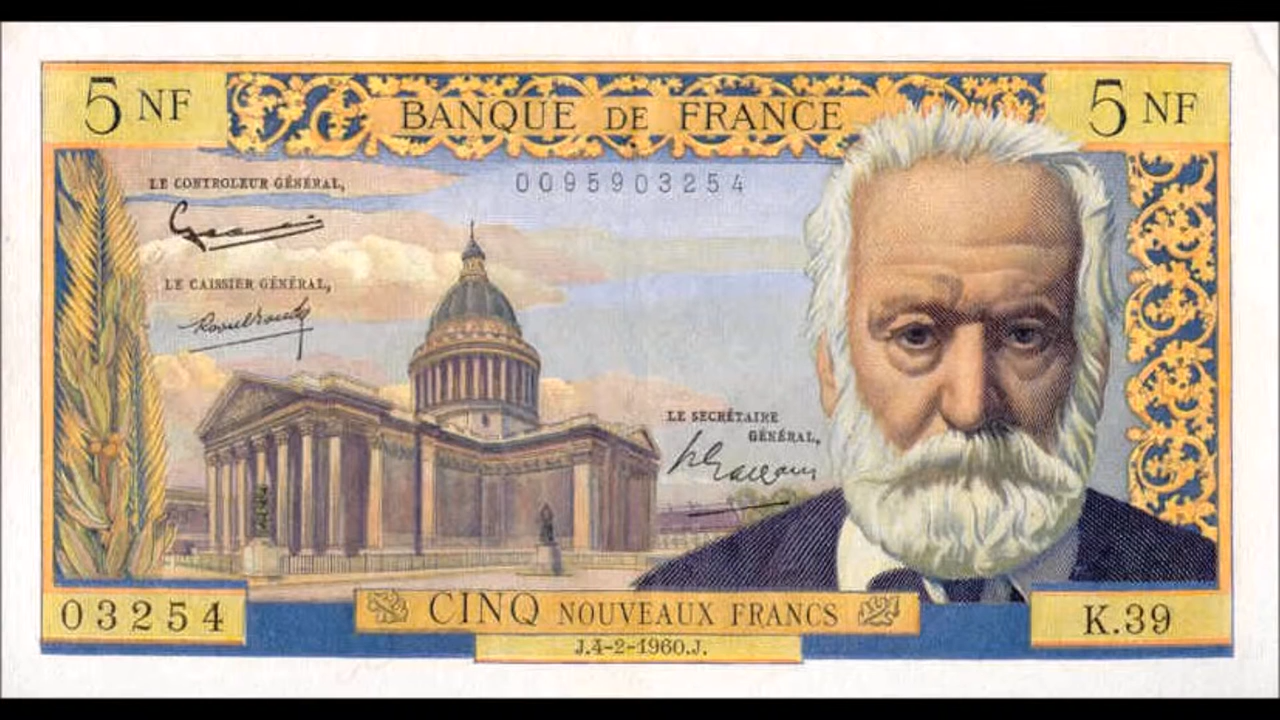 5 NF
BANQUE DE FRANCE
5 NF
LE CONTROLEUR GÉNÉRAL,
0095903254
LE CAISSIER GÉNÉRAL,
LE SECRÉTAIRE
GÉNÉRAL,
03254
CINQ NOUVEAUX FRANCS
K.39
J.4-2-1960.J.